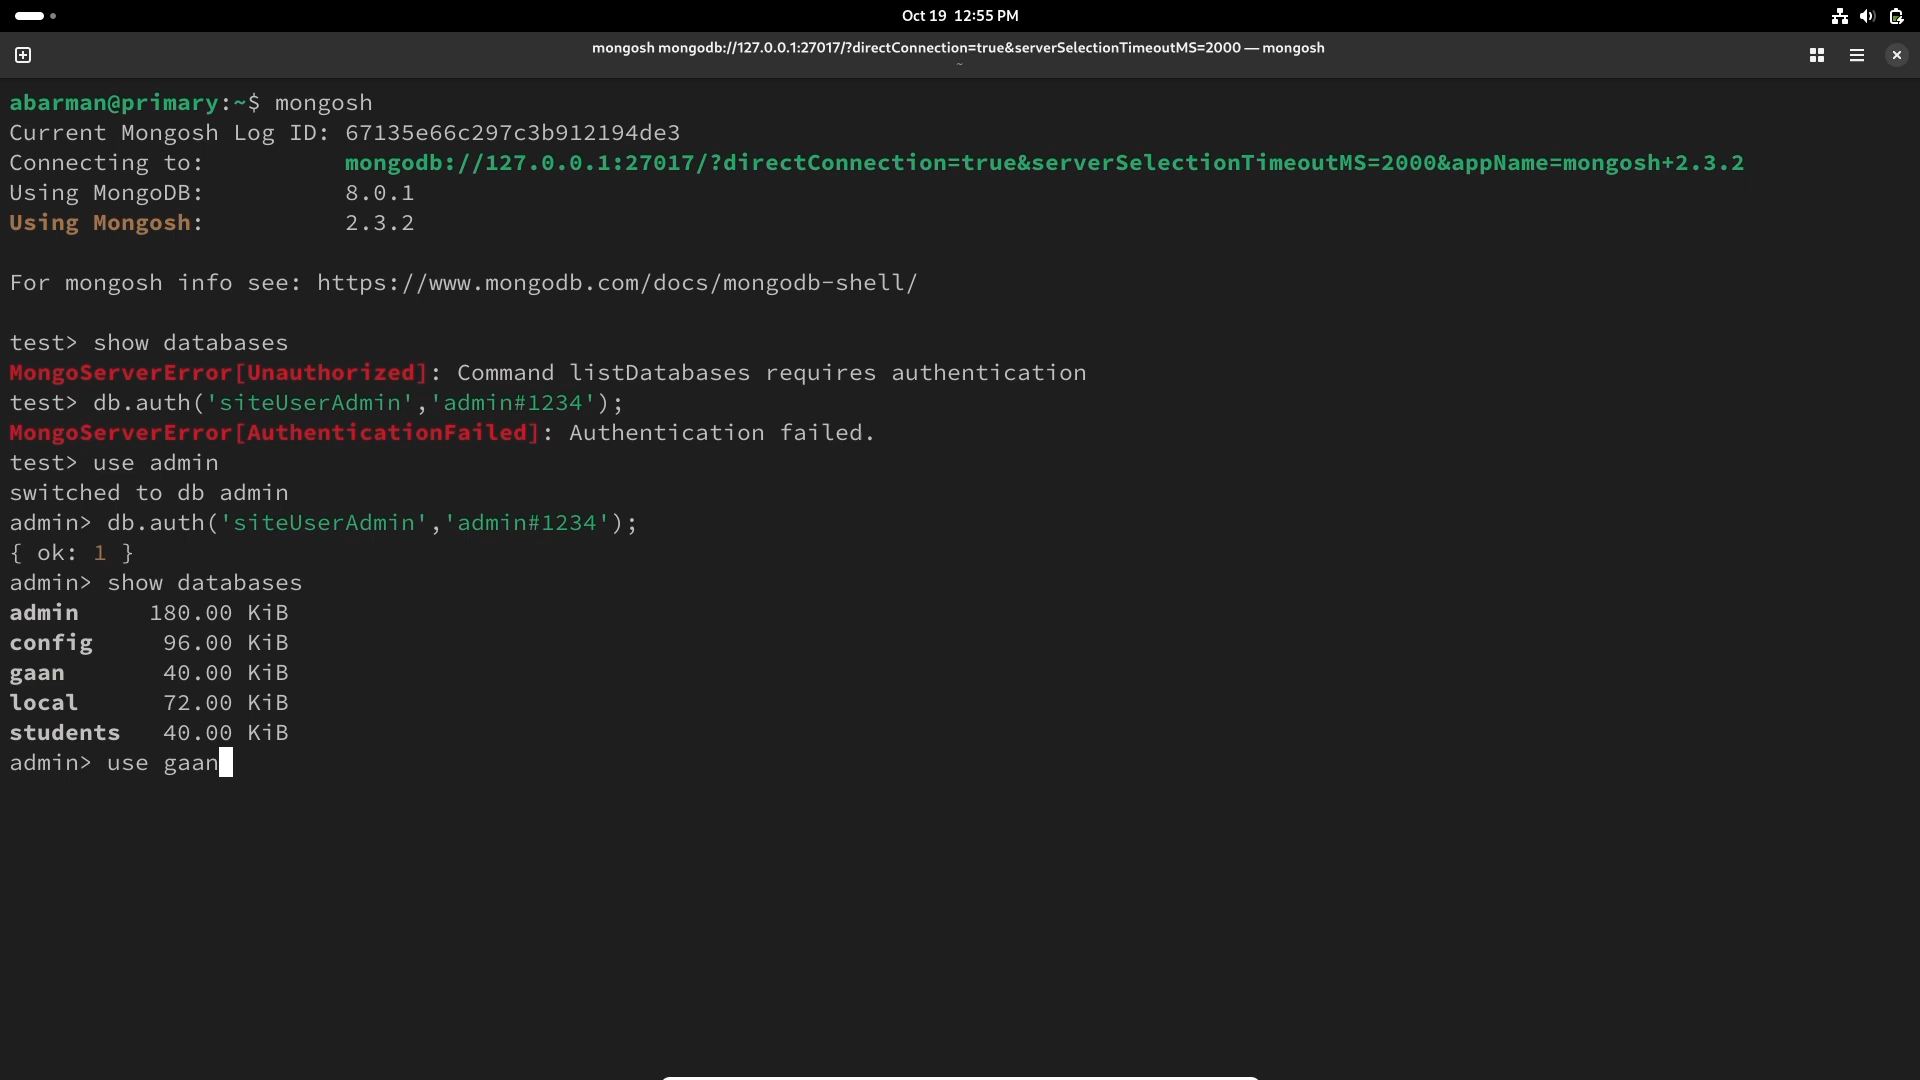 Oct 19 12:55 PM
mongosh mongodb://127.0.0.1:27017/?directConnection=true&serverSelectionTimeoutMS=2000 — mongosh
~
abarman@primary:~$ mongosh
Current Mongosh Log ID: 67135e66c297c3b912194de3
Connecting to:          mongodb://127.0.0.1:27017/?directConnection=true&serverSelectionTimeoutMS=2000&appName=mongosh+2.3.2
Using MongoDB:          8.0.1
Using Mongosh:          2.3.2
For mongosh info see: https://www.mongodb.com/docs/mongodb-shell/
test> show databases
MongoServerError[Unauthorized]: Command listDatabases requires authentication
test> db.auth('siteUserAdmin','admin#1234');
MongoServerError[AuthenticationFailed]: Authentication failed.
test> use admin
switched to db admin
admin> db.auth('siteUserAdmin','admin#1234');
{ ok: 1 }
admin> show databases
admin     180.00 KiB
config     96.00 KiB
gaan       40.00 KiB
local      72.00 KiB
students   40.00 KiB
admin> use gaan